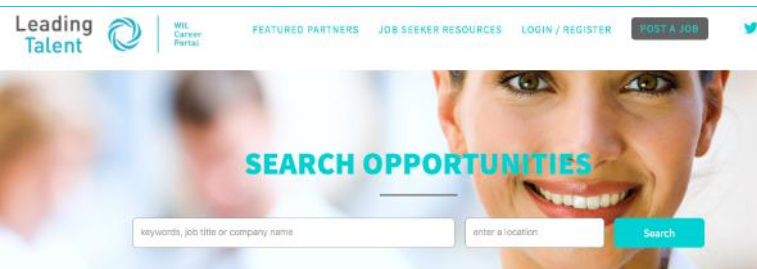 Leading Talent
WIL Career Portal
FEATURED PARTNERS
JOB SEEKER RESOURCES
LOGIN / REGISTER
POST A JOB
SEARCH OPPORTUNITIES
keywords, job title or company name
enter a location
Search